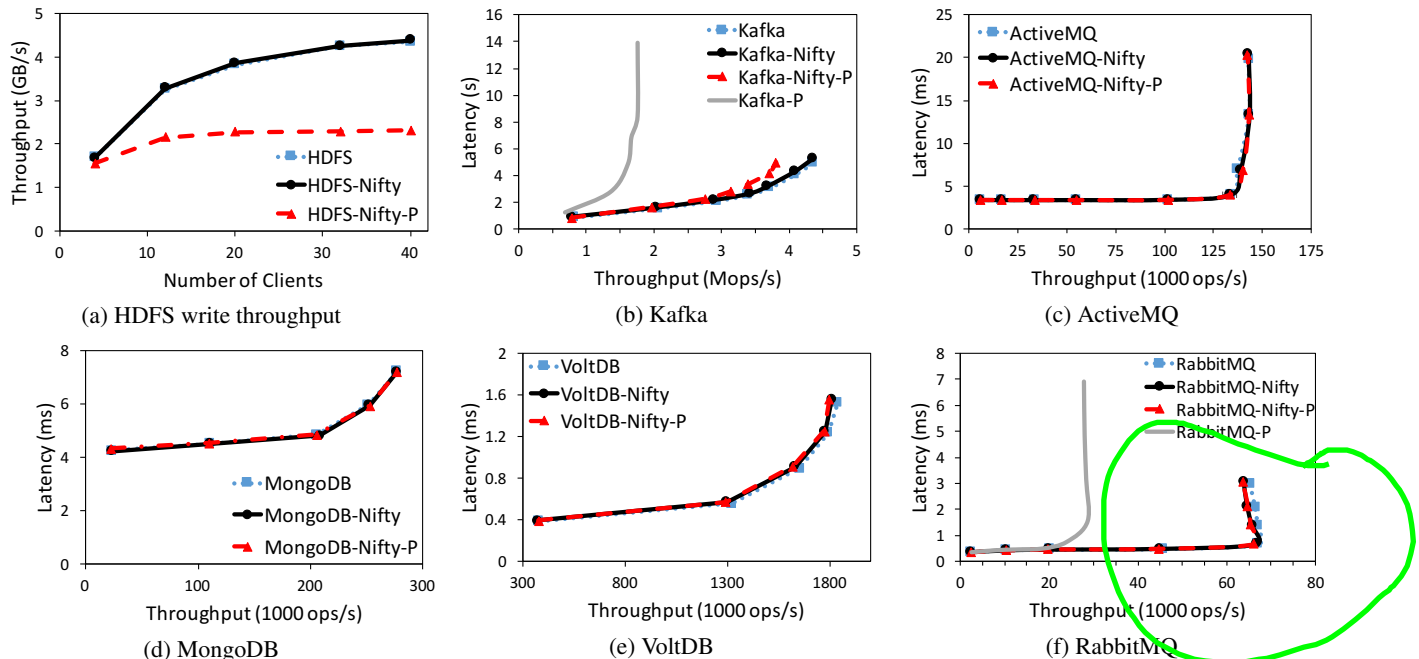 5
4
3
2
1
0
Throughput (GB/s)
HDFS
HDFS-Nifty
HDFS-Nifty-P
0 10 20 30 40
Number of Clients
(a) HDFS write throughput
16
14
12
10
8
6
4
2
0
Latency (s)
Kafka
Kafka-Nifty
Kafka-Nifty-P
Kafka-P
0 1 2 3 4 5
Throughput (Mops/s)
(b) Kafka
25
20
15
10
5
0
Latency (ms)
ActiveMQ
ActiveMQ-Nifty
ActiveMQ-Nifty-P
0 25 50 75 100 125 150 175
Throughput (1000 ops/s)
(c) ActiveMQ
8
6
4
2
0
Latency (ms)
MongoDB
MongoDB-Nifty
MongoDB-Nifty-P
0 100 200 300
Throughput (1000 ops/s)
(d) MongoDB
2
1.6
1.2
0.8
0.4
0
Latency (ms)
VoltDB
VoltDB-Nifty
VoltDB-Nifty-P
300 800 1300 1800
Throughput (1000 ops/s)
(e) VoltDB
8
7
6
5
4
3
2
1
0
Latency (ms)
RabbitMQ
RabbitMQ-Nifty
RabbitMQ-Nifty-P
RabbitMQ-P
0 20 40 60 80
Throughput (1000 ops/s)
(f) RabbitMQ